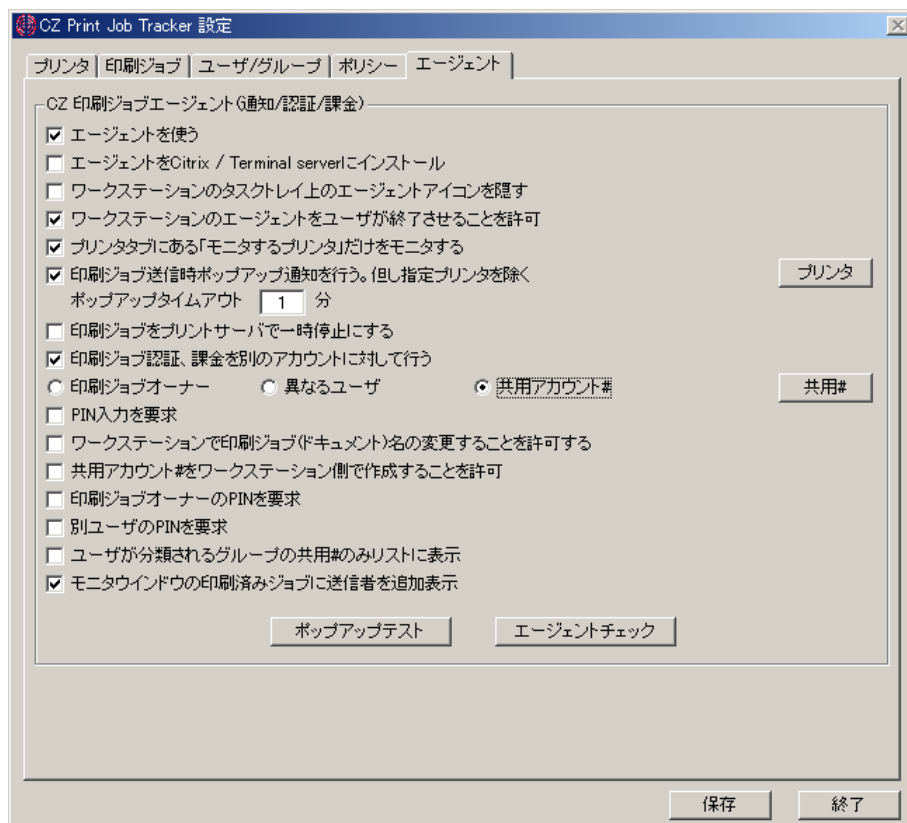 CZ Print Job Tracker 設定
プリンタ 印刷ジョブ ユーザ/グループ ポリシー エージェント
CZ 印刷ジョブエージェント(通知/認証/課金)
エージェントを使う
エージェントをCitrix / Terminal serverにインストール
ワークステーションのタスクトレイ上のエージェントアイコンを隠す
ワークステーションのエージェントをユーザが終了させることを許可
プリンタタブにある「モニタするプリンタ」だけをモニタする
印刷ジョブ送信時ポップアップ通知を行う。但し指定プリンタを除く プリンタ
ポップアップタイムアウト 1 分
印刷ジョブをプリントサーバで一時停止にする
印刷ジョブ認証、課金を別のアカウントに対して行う
印刷ジョブオーナー 異なるユーザ 共用アカウント# 共用#
PIN入力を要求
ワークステーションで印刷ジョブ(ドキュメント)名の変更することを許可する
共用アカウント#をワークステーション側で作成することを許可
印刷ジョブオーナーのPINを要求
別ユーザのPINを要求
ユーザが分類されるグループの共用#のみリストに表示
モニタウインドウの印刷済みジョブに送信者を追加表示
ポップアップテスト エージェントチェック
保存 終了